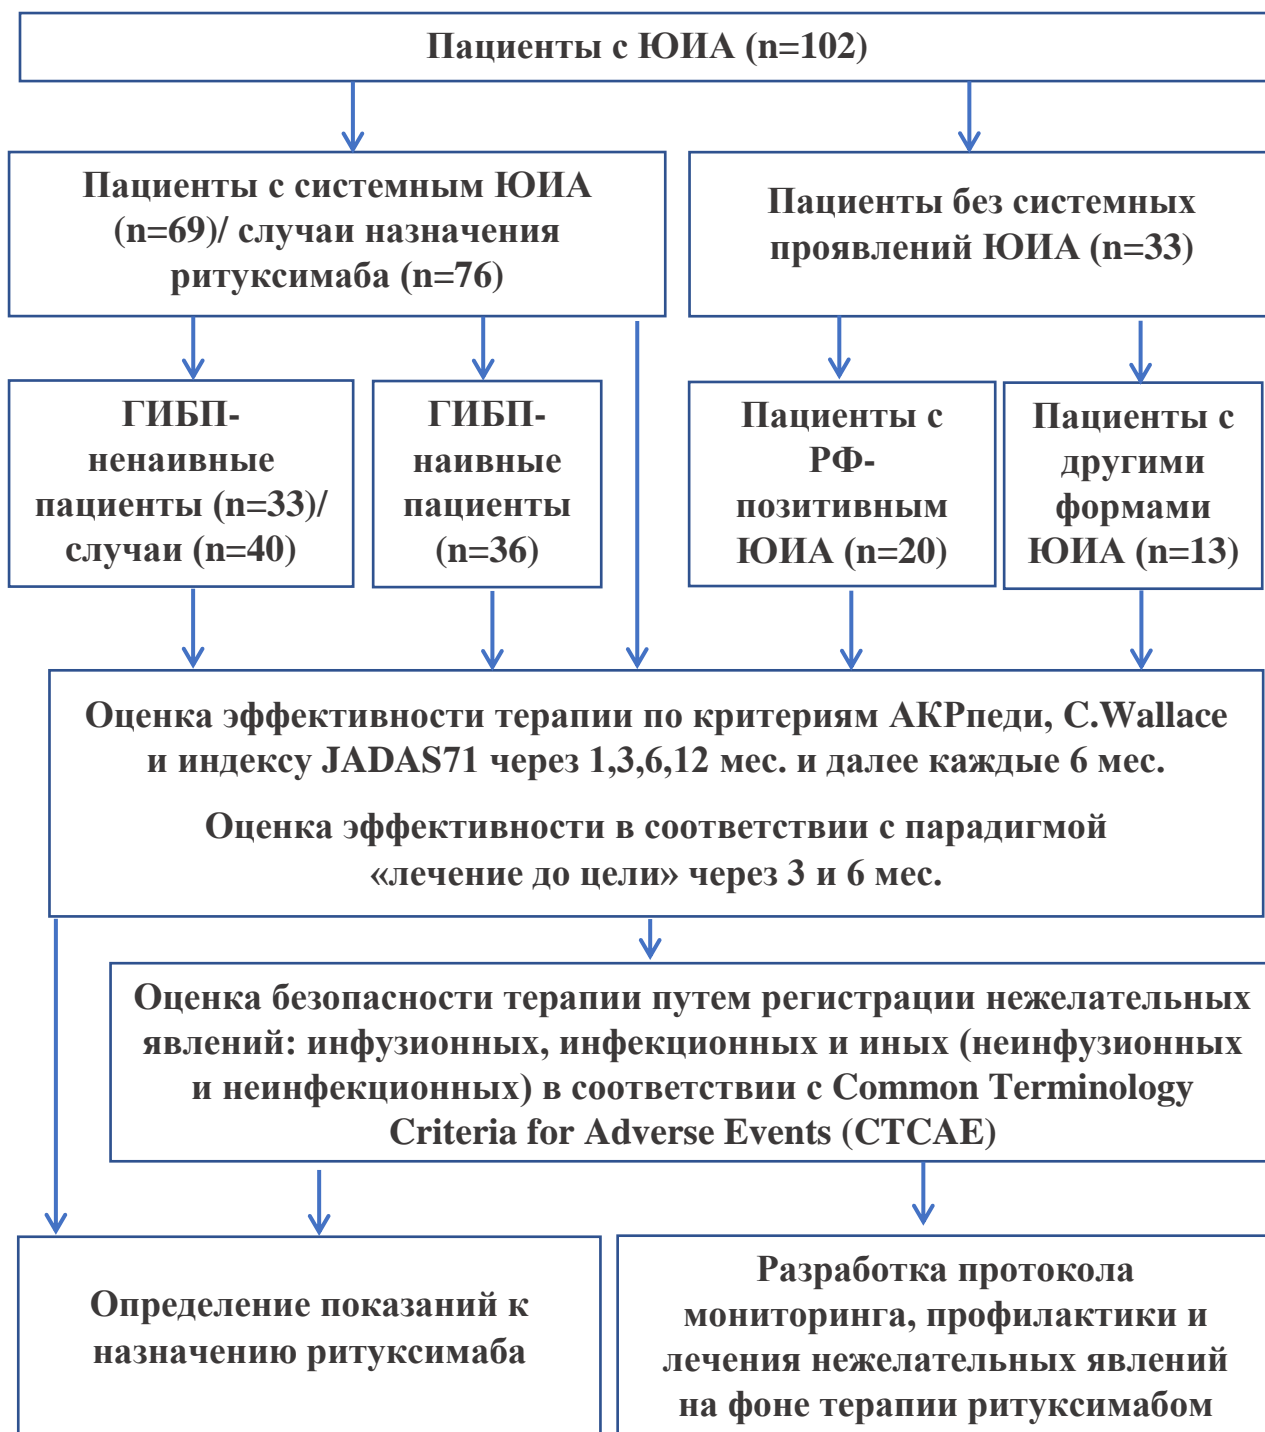 Пациенты с ЮИА (n=102)
Пациенты с системным ЮИА
(n=69)/ случаи назначения
ритуксимаба (n=76)
Пациенты без системных
проявлений ЮИА (n=33)
ГИБП-
ненаивные
пациенты (n=33)/
случаи (n=40)
ГИБП-
наивные
пациенты
(n=36)
Пациенты с
РФ-
позитивным
ЮИА (n=20)
Пациенты с
другими
формами
ЮИА (n=13)
Оценка эффективности терапии по критериям АКРпеди, C.Wallace
и индексу JADAS71 через 1,3,6,12 мес. и далее каждые 6 мес.
Оценка эффективности в соответствии с парадигмой
«лечение до цели» через 3 и 6 мес.
Оценка безопасности терапии путем регистрации нежелательных
явлений: инфузионных, инфекционных и иных (неинфузионных
и неинфекционных) в соответствии с Common Terminology
Criteria for Adverse Events (CTCAE)
Определение показаний к
назначению ритуксимаба
Разработка протокола
мониторинга, профилактики и
лечения нежелательных явлений
на фоне терапии ритуксимабом